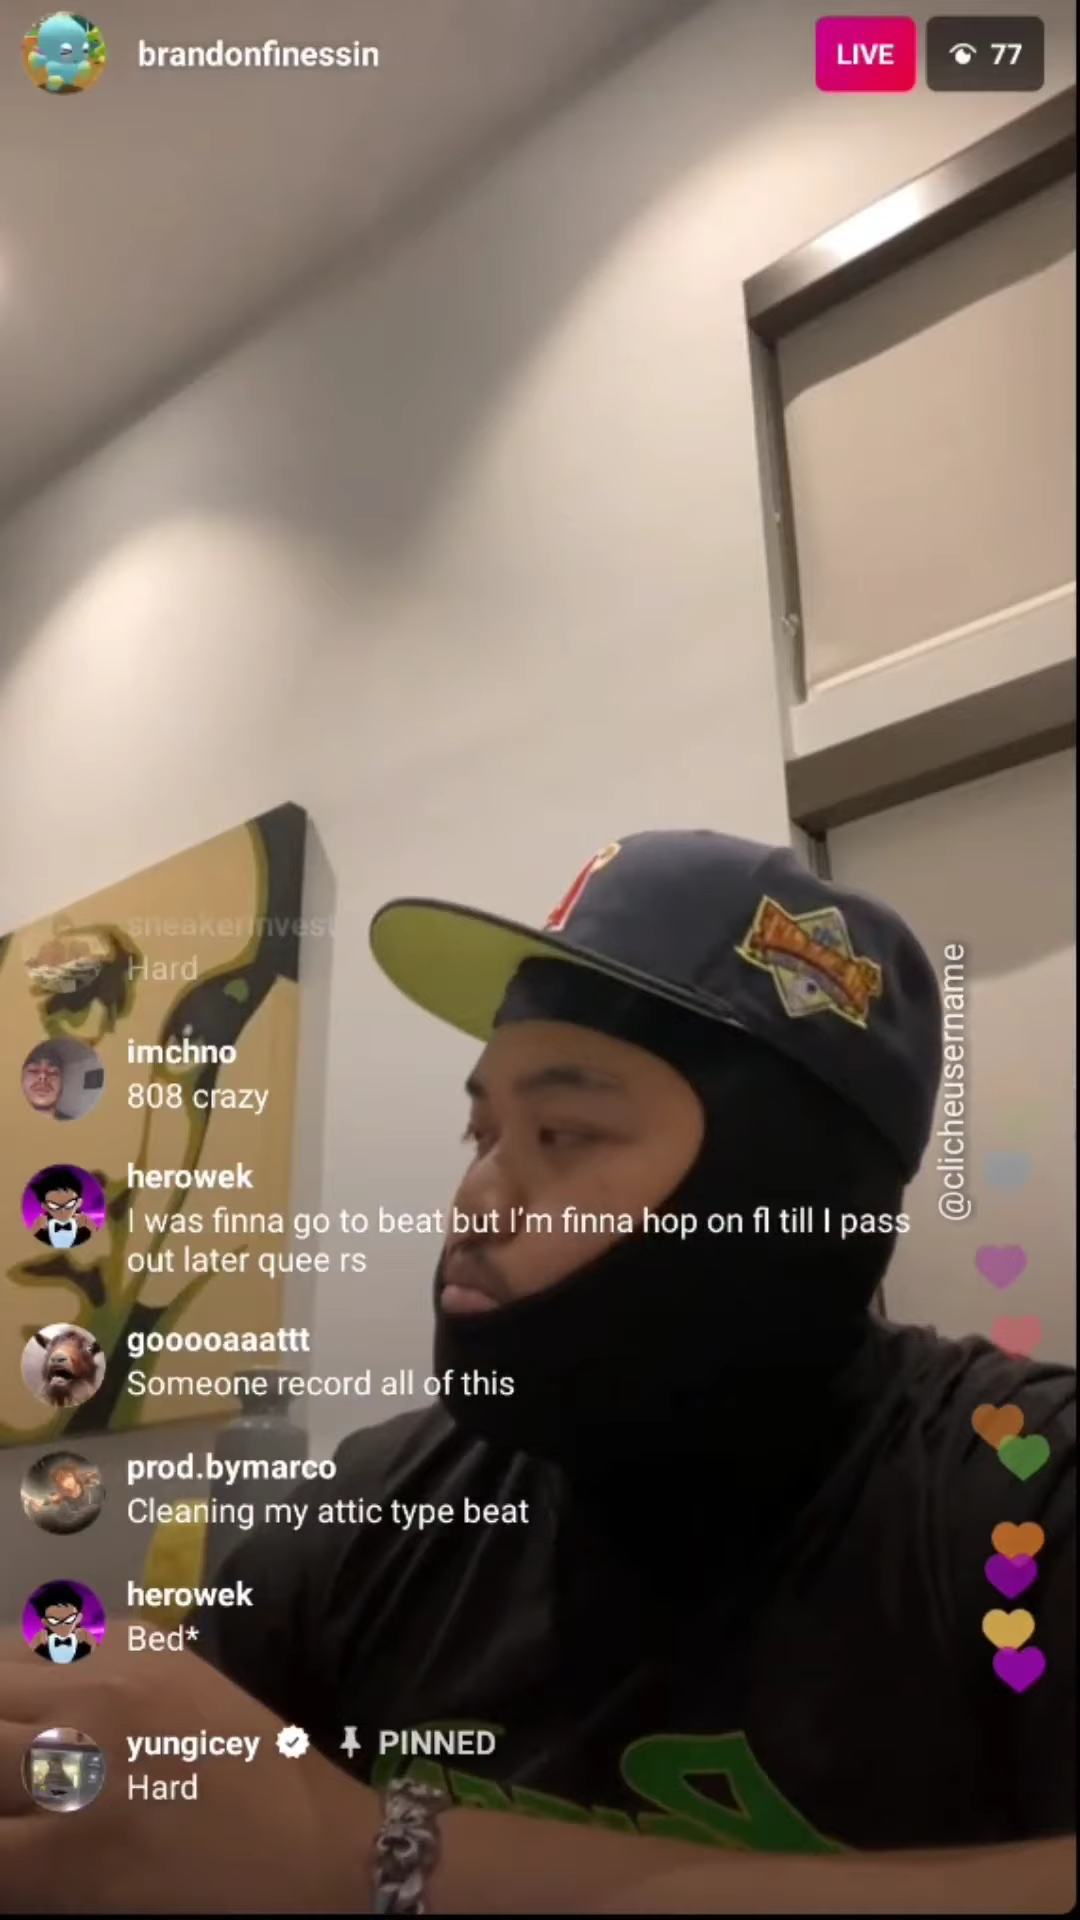 brandonfinessin
LIVE
77
sneakerinvest
Hard
imchno
808 crazy
herowek
I was finna go to beat but I’m finna hop on fl till I pass
out later quee rs
gooooaaattt
Someone record all of this
prod.bymarco
Cleaning my attic type beat
herowek
Bed*
yungicey PINNED
Hard
@clicheusername